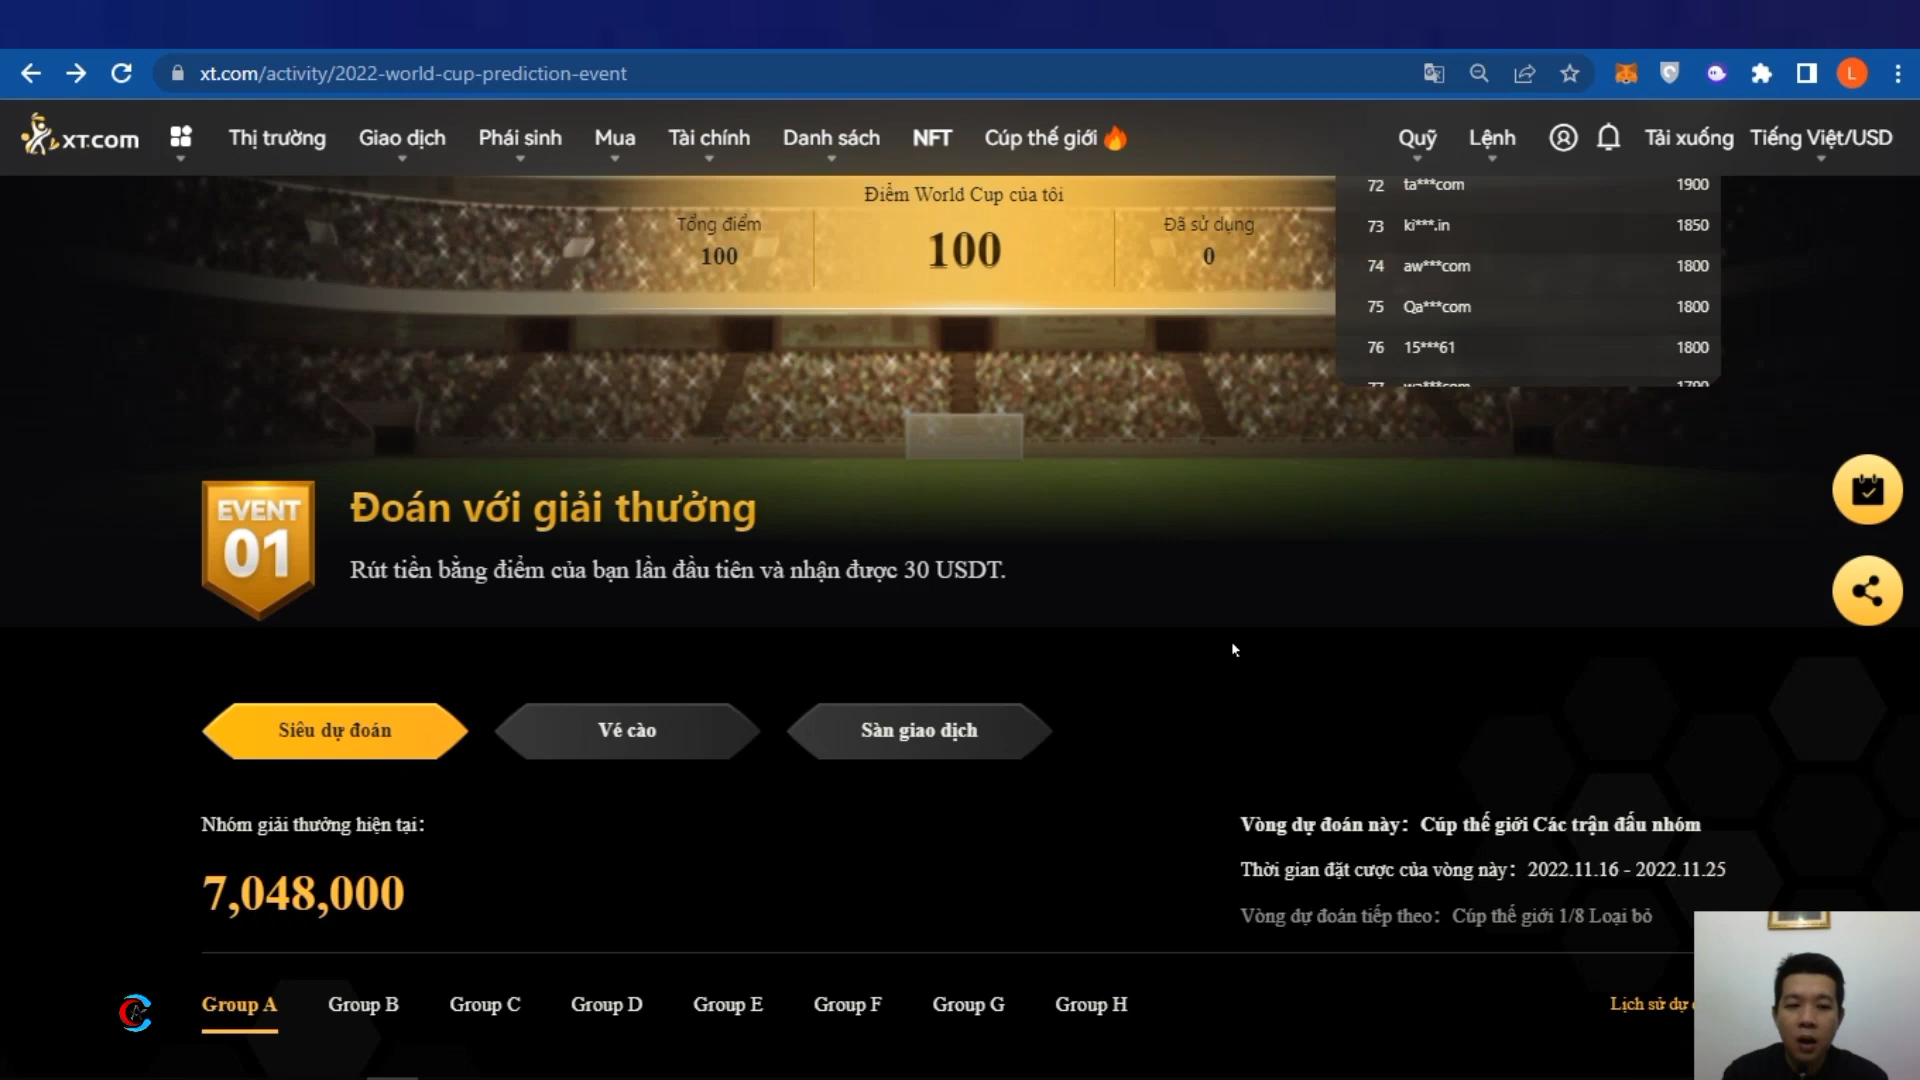 xt.com/activity/2022-world-cup-prediction-event
L
XT.COM
Thị trường
Giao dịch
Phái sinh
Mua
Tài chính
Danh sách
NFT
Cúp thế giới
Quỹ
Lệnh
Tải xuống
Tiếng Việt/USD
Điểm World Cup của tôi
Tổng điểm
100
100
Đã sử dụng
0
72 ta***com 1900
73 ki***.in 1850
74 aw***com 1800
75 Qa***com 1800
76 15***61 1800
77 wa***com 1790
EVENT
01
Đoán với giải thưởng
Rút tiền bằng điểm của bạn lần đầu tiên và nhận được 30 USDT.
Siêu dự đoán
Vé cào
Sàn giao dịch
Nhóm giải thưởng hiện tại:
7,048,000
Vòng dự đoán này: Cúp thế giới Các trận đấu nhóm
Thời gian đặt cược của vòng này: 2022.11.16 - 2022.11.25
Vòng dự đoán tiếp theo: Cúp thế giới 1/8 Loại bỏ
Group A
Group B
Group C
Group D
Group E
Group F
Group G
Group H
Lịch sử dự